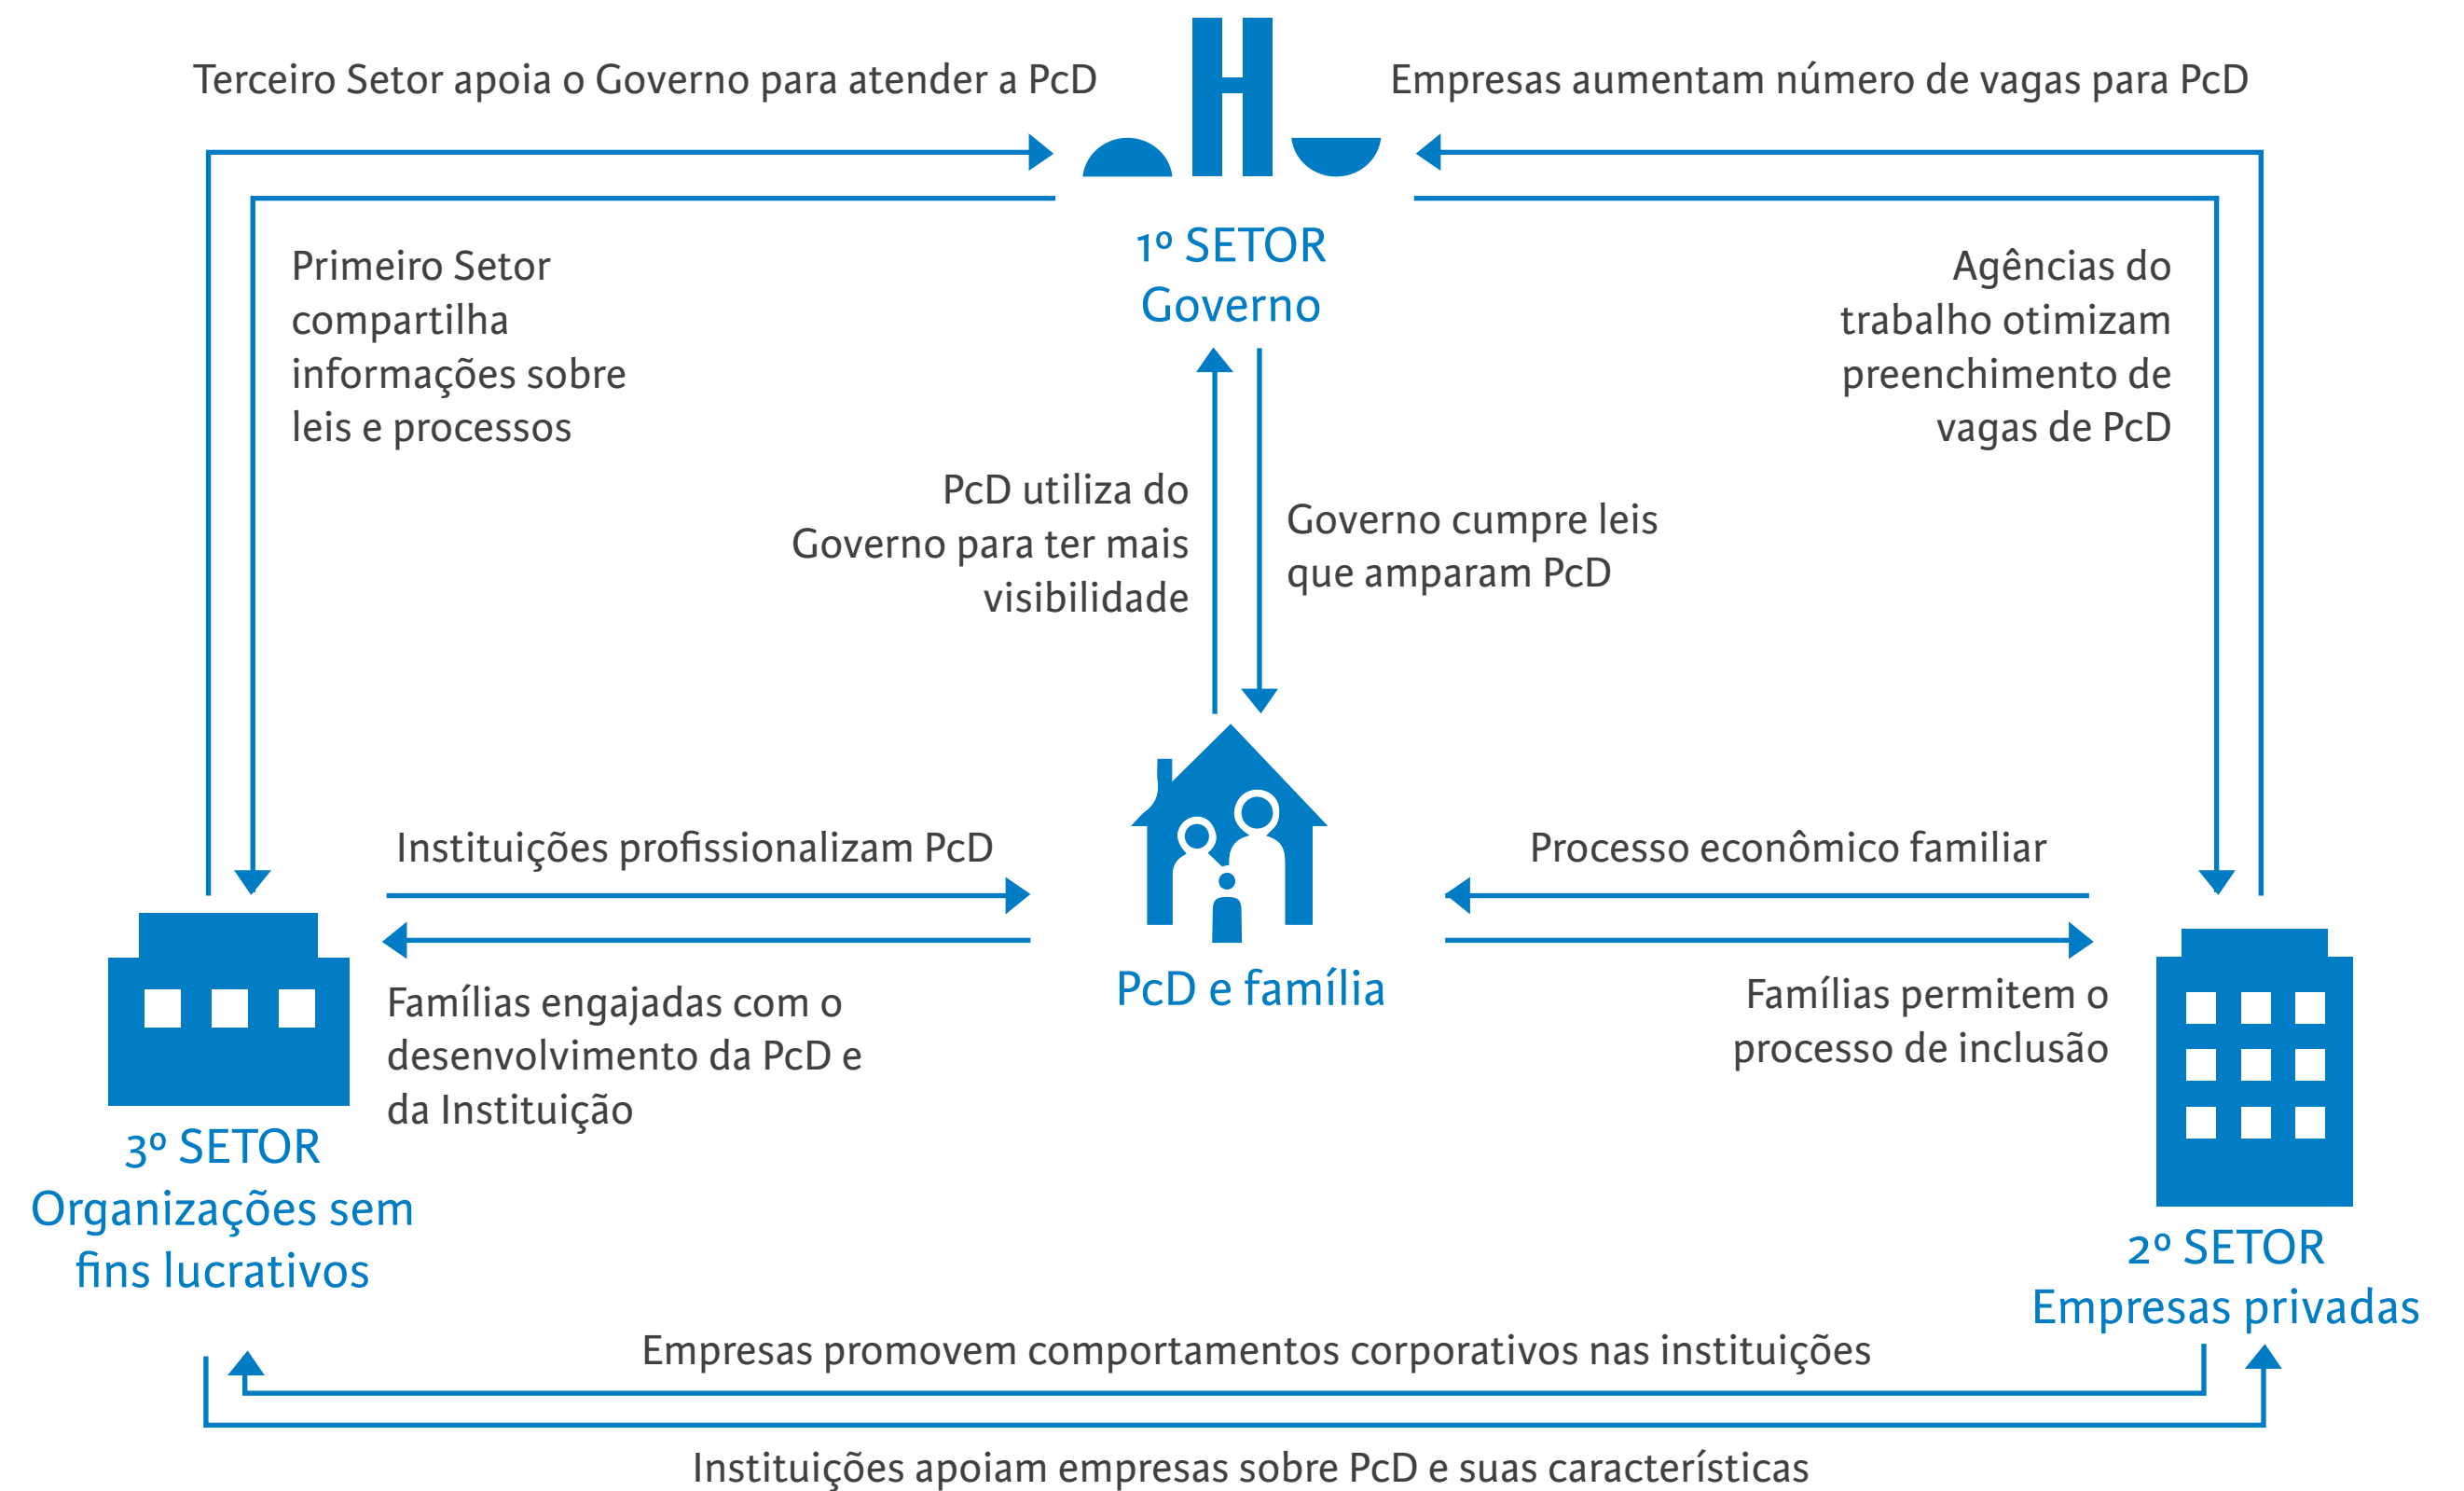 Terceiro Setor apoia o Governo para atender a PcD
Empresas aumentam número de vagas para PcD
1º SETOR
Governo
Primeiro Setor
compartilha
informações sobre
leis e processos
Agências do
trabalho otimizam
preenchimento de
vagas de PcD
PcD utiliza do
Governo para ter mais
visibilidade
Governo cumpre leis
que amparam PcD
Instituições profissionalizam PcD
Processo econômico familiar
PcD e família
Famílias engajadas com o
desenvolvimento da PcD e
da Instituição
Famílias permitem o
processo de inclusão
3º SETOR
Organizações sem
fins lucrativos
2º SETOR
Empresas privadas
Empresas promovem comportamentos corporativos nas instituições
Instituições apoiam empresas sobre PcD e suas características